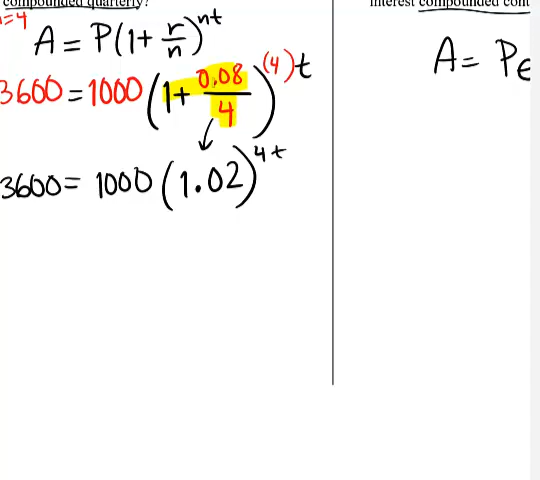 compounded quarterly?
n=4
A = P(1 + r/n)^nt
3600 = 1000 (1 + 0.08/4)^(4)t
3600 = 1000 (1.02)^4t
interest compounded cont
A = Pe